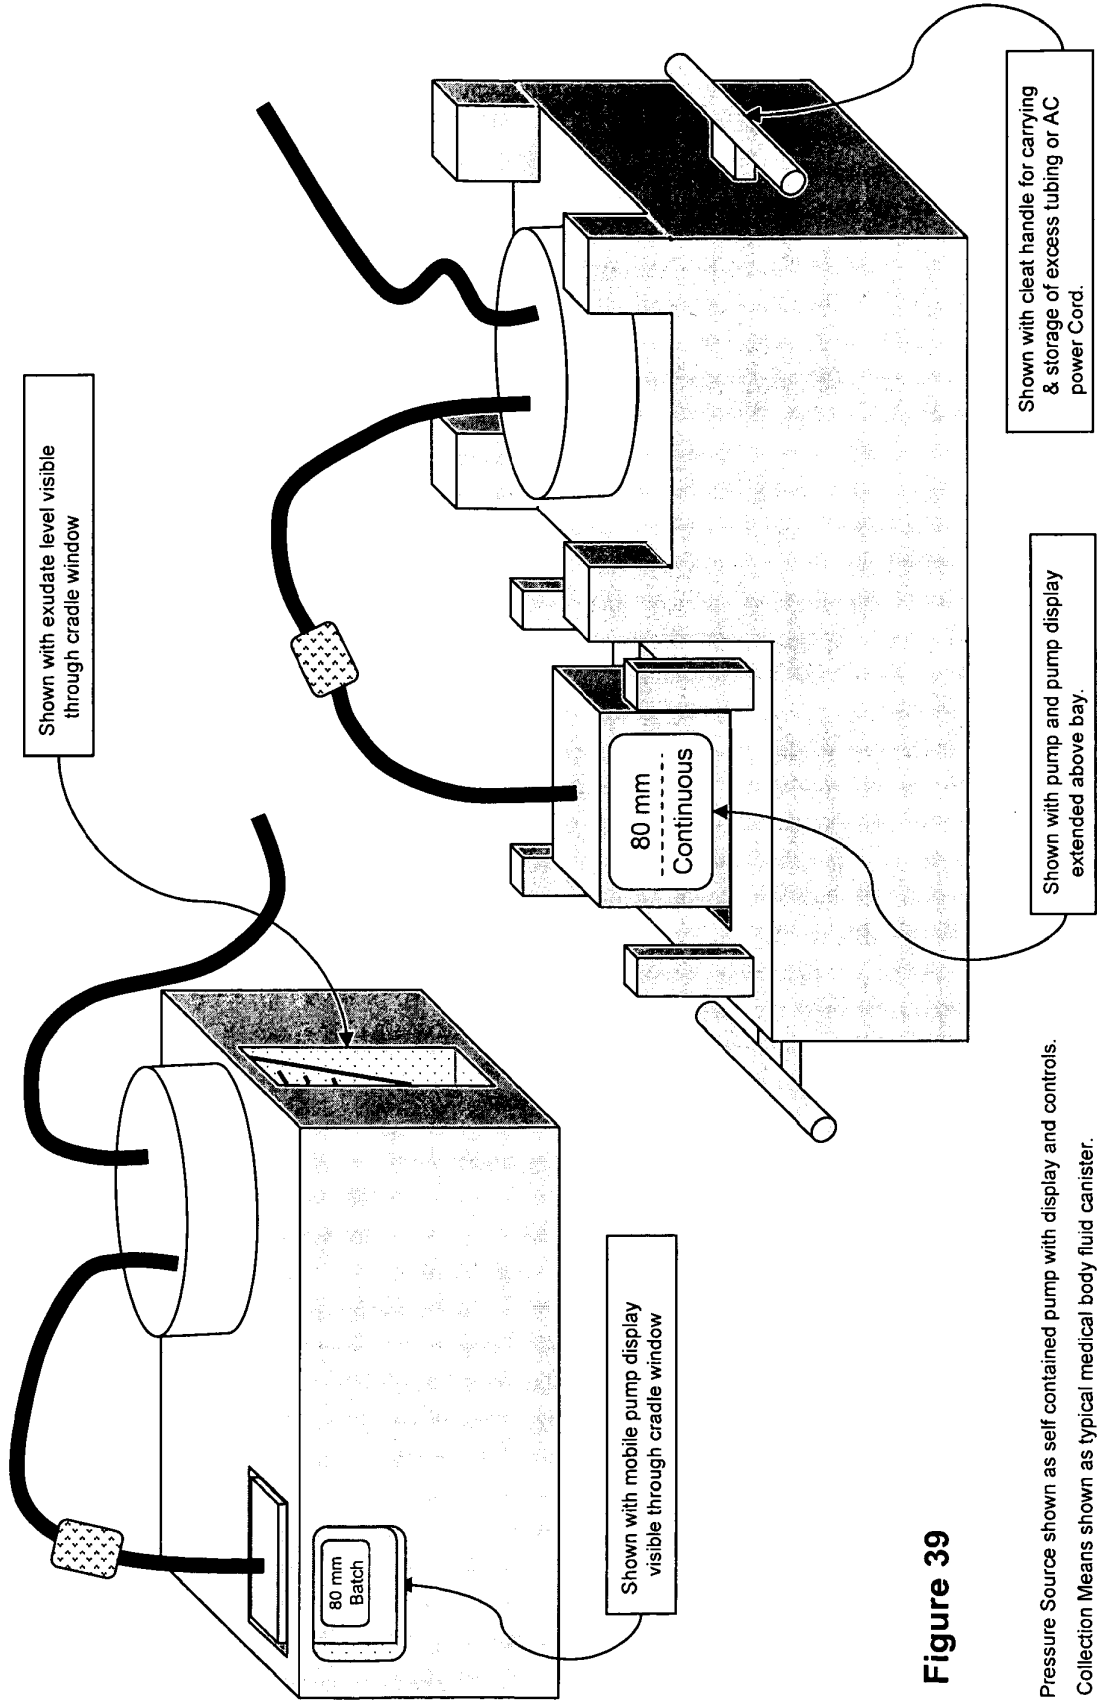 Shown with exudate level visible
through cradle window
80 mm
Batch
Shown with mobile pump display
visible through cradle window
80 mm
Continuous
Shown with cleat handle for carrying
& storage of excess tubing or AC
power Cord.
Shown with pump and pump display
extended above bay.
Figure 39
Pressure Source shown as self contained pump with display and controls.
Collection Means shown as typical medical body fluid canister.